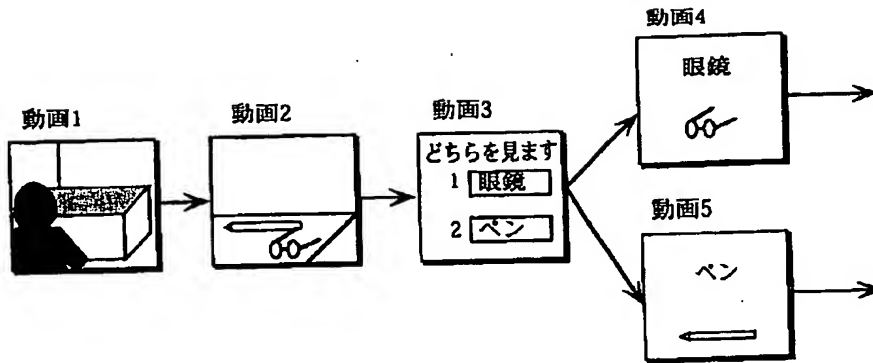 動画1
動画2
動画3
どちらを見ます
1 眼鏡
2 ペン
動画4
眼鏡
動画5
ペン